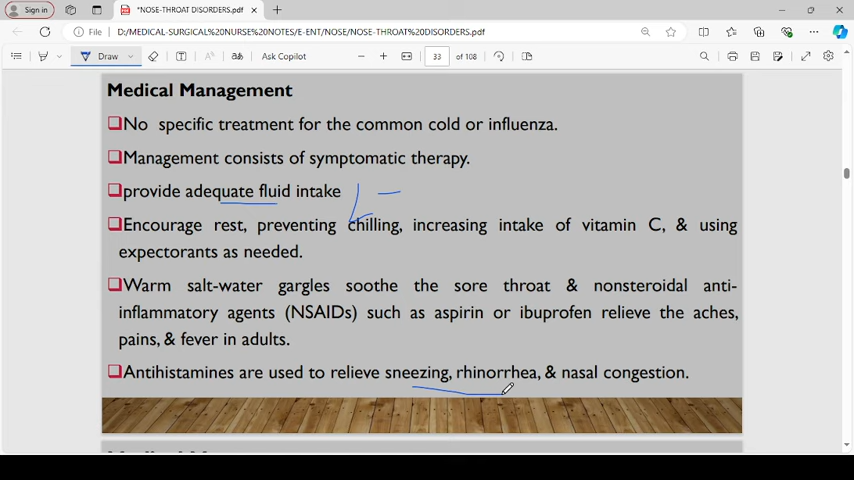 Sign in
*NOSE-THROAT DISORDERS.pdf
File
D:/MEDICAL-SURGICAL%20NURSE%20NOTES/E-ENT/NOSE/NOSE-THROAT%20DISORDERS.pdf
Draw
Ask Copilot
33 of 108
Medical Management
No specific treatment for the common cold or influenza.
Management consists of symptomatic therapy.
provide adequate fluid intake
Encourage rest, preventing chilling, increasing intake of vitamin C, & using
expectorants as needed.
Warm salt-water gargles soothe the sore throat & nonsteroidal anti-
inflammatory agents (NSAIDs) such as aspirin or ibuprofen relieve the aches,
pains, & fever in adults.
Antihistamines are used to relieve sneezing, rhinorrhea, & nasal congestion.